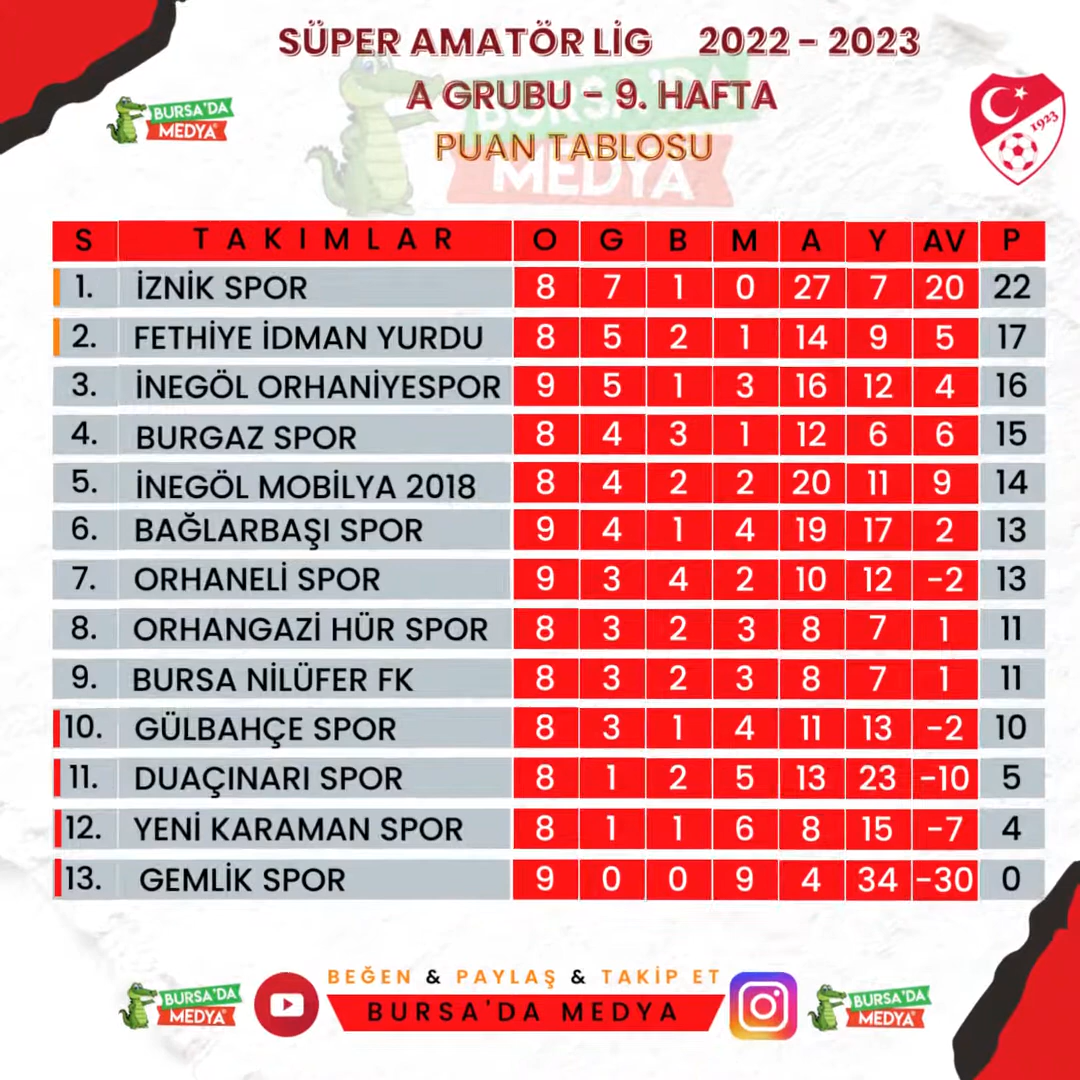 SÜPER AMATÖR LİG 2022 - 2023
A GRUBU - 9. HAFTA
PUAN TABLOSU
BURSA'DA
MEDYA
BURSA'DA
MEDYA
1923
S TAKIMLAR O G B M A Y AV P
1. İZNİK SPOR 8 7 1 0 27 7 20 22
2. FETHİYE İDMAN YURDU 8 5 2 1 14 9 5 17
3. İNEGÖL ORHANİYESPOR 9 5 1 3 16 12 4 16
4. BURGAZ SPOR 8 4 3 1 12 6 6 15
5. İNEGÖL MOBİLYA 2018 8 4 2 2 20 11 9 14
6. BAĞLARBAŞI SPOR 9 4 1 4 19 17 2 13
7. ORHANELİ SPOR 9 3 4 2 10 12 -2 13
8. ORHANGAZİ HÜR SPOR 8 3 2 3 8 7 1 11
9. BURSA NİLÜFER FK 8 3 2 3 8 7 1 11
10. GÜLBAHÇE SPOR 8 3 1 4 11 13 -2 10
11. DUAÇINARI SPOR 8 1 2 5 13 23 -10 5
12. YENİ KARAMAN SPOR 8 1 1 6 8 15 -7 4
13. GEMLİK SPOR 9 0 0 9 4 34 -30 0
BEĞEN & PAYLAŞ & TAKİP ET
BURSA'DA MEDYA
BURSA'DA
MEDYA
BURSA'DA
MEDYA